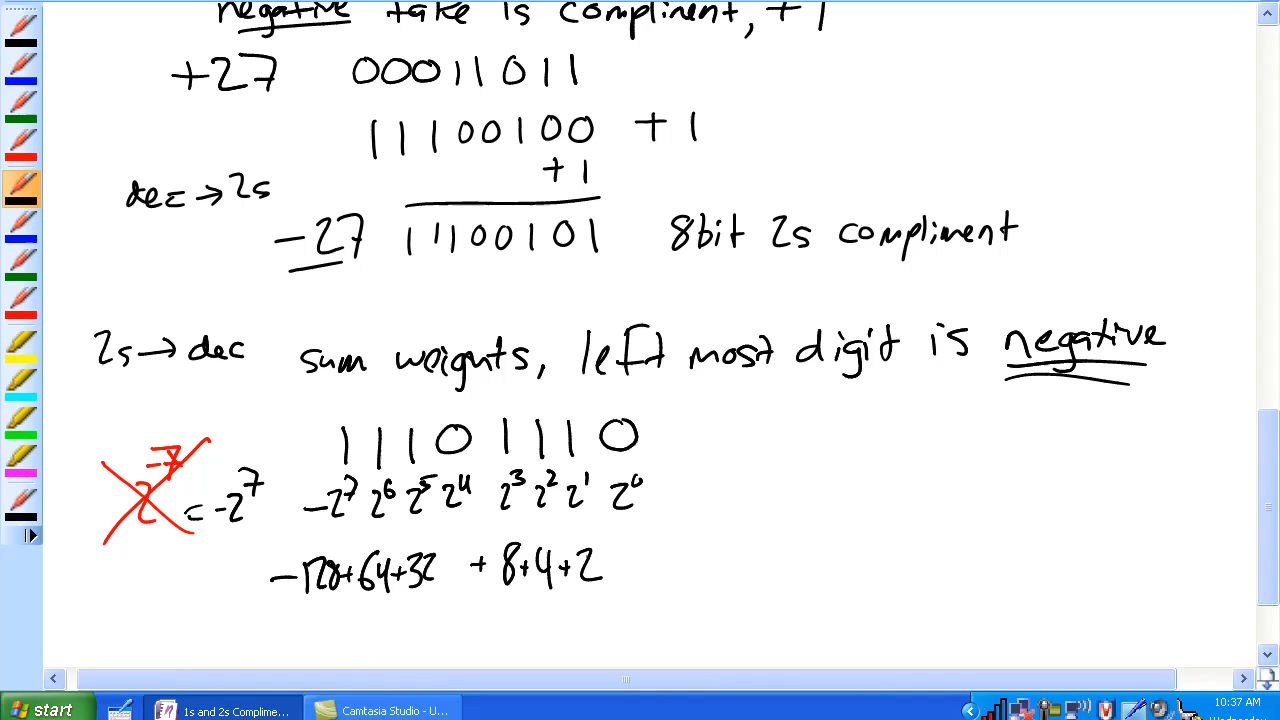 negative take 1s compliment, +1
+27 00011011
11100100 +1
+1
dec → 2s
-27 11100101 8bit 2s compliment
2s → dec sum weights, left most digit is negative
11101110
2^-7 = -2^7 -2^7 2^6 2^5 2^4 2^3 2^2 2^1 2^0
-128+64+32 +8+4+2
start
1s and 2s Complime...
Camtasia Studio - U...
10:37 AM